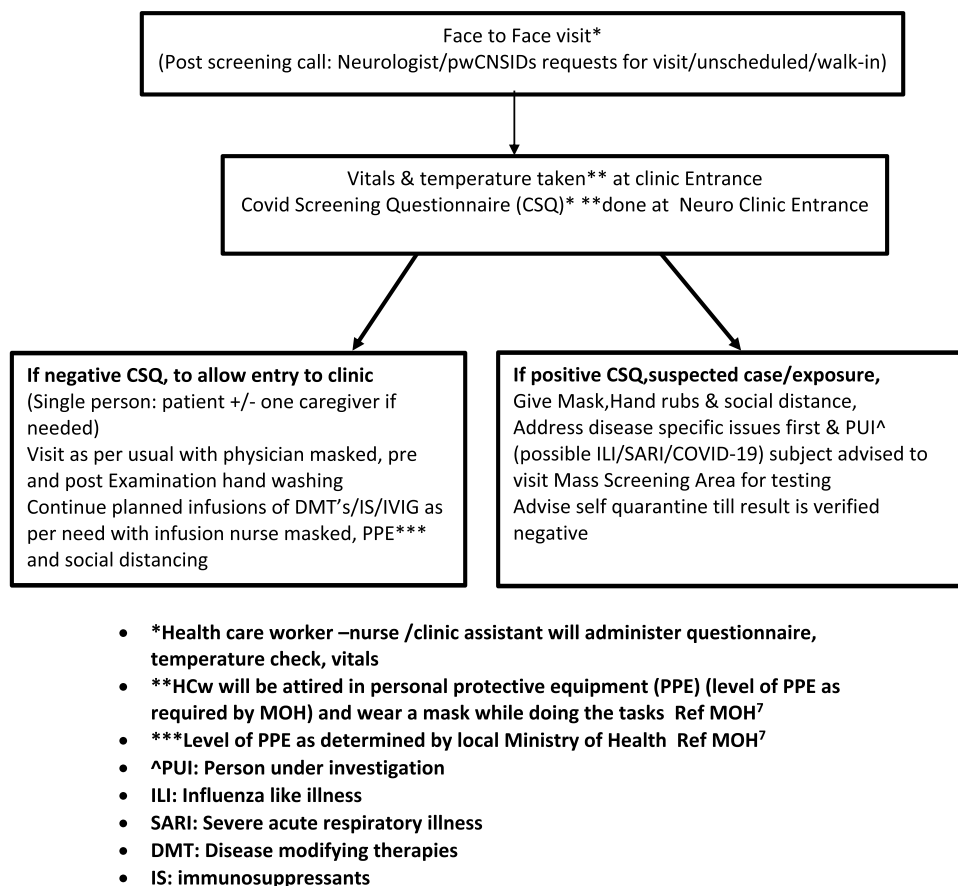 Face to Face visit*
(Post screening call: Neurologist/pwCNSIDs requests for visit/unscheduled/walk-in)
Vitals & temperature taken** at clinic Entrance
Covid Screening Questionnaire (CSQ)* **done at Neuro Clinic Entrance
If negative CSQ, to allow entry to clinic
(Single person: patient +/- one caregiver if
needed)
Visit as per usual with physician masked, pre
and post Examination hand washing
Continue planned infusions of DMT's/IS/IVIG as
per need with infusion nurse masked, PPE***
and social distancing
If positive CSQ,suspected case/exposure,
Give Mask,Hand rubs & social distance,
Address disease specific issues first & PUI^
(possible ILI/SARI/COVID-19) subject advised to
visit Mass Screening Area for testing
Advise self quarantine till result is verified
negative
• *Health care worker –nurse /clinic assistant will administer questionnaire,
temperature check, vitals
• **HCw will be attired in personal protective equipment (PPE) (level of PPE as
required by MOH) and wear a mask while doing the tasks Ref MOH⁷
• ***Level of PPE as determined by local Ministry of Health Ref MOH⁷
• ^PUI: Person under investigation
• ILI: Influenza like illness
• SARI: Severe acute respiratory illness
• DMT: Disease modifying therapies
• IS: immunosuppressants